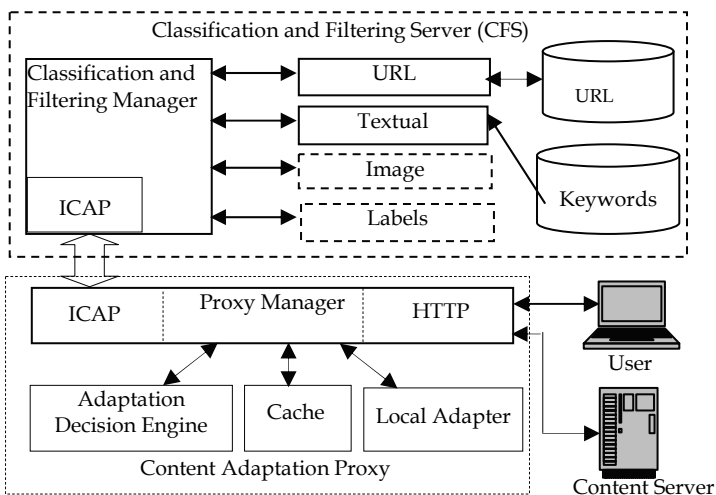 Classification and Filtering Server (CFS)
Classification and
Filtering Manager
ICAP
URL
Textual
Image
Labels
URL
Keywords
ICAP
Proxy Manager
HTTP
User
Adaptation
Decision Engine
Cache
Local Adapter
Content Adaptation Proxy
Content Server